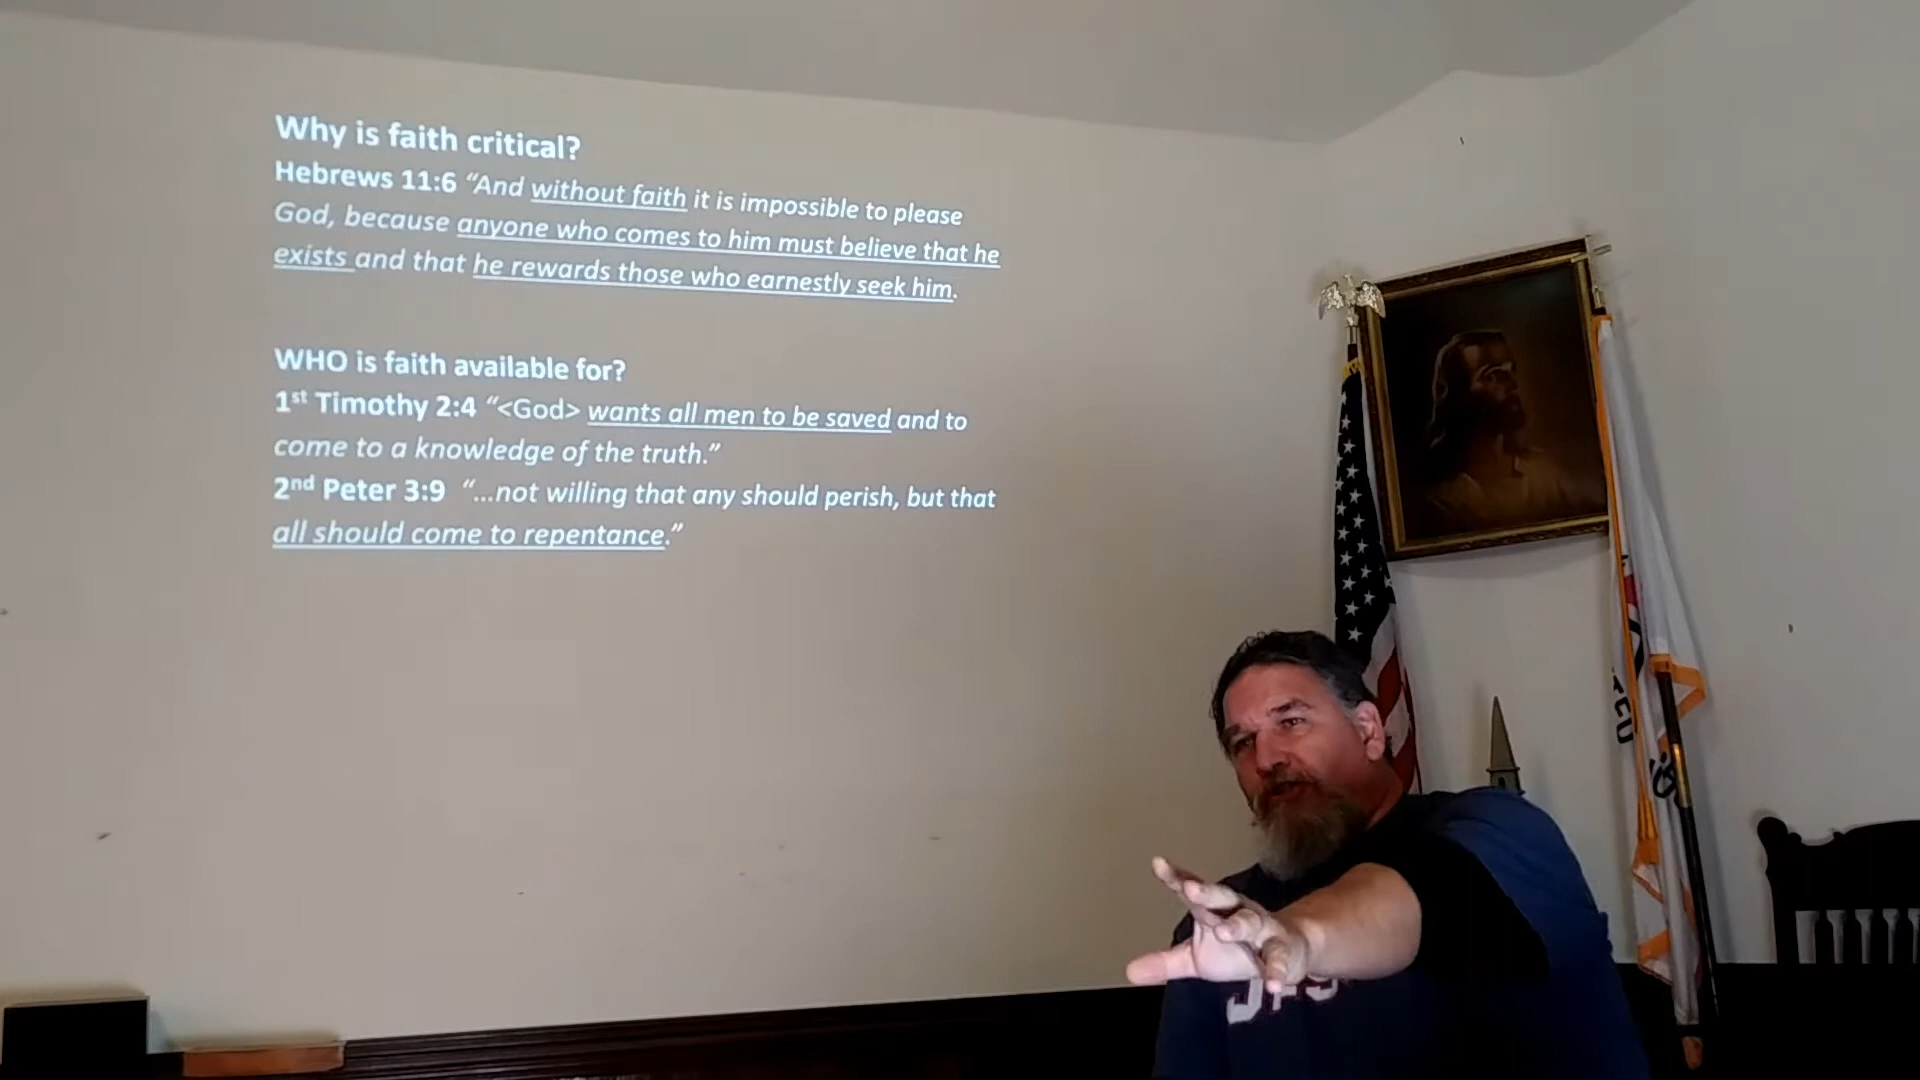 Why is faith critical?
Hebrews 11:6 “And without faith it is impossible to please
God, because anyone who comes to him must believe that he
exists and that he rewards those who earnestly seek him.
WHO is faith available for?
1st Timothy 2:4 “<God> wants all men to be saved and to
come to a knowledge of the truth.”
2nd Peter 3:9 “...not willing that any should perish, but that
all should come to repentance.”